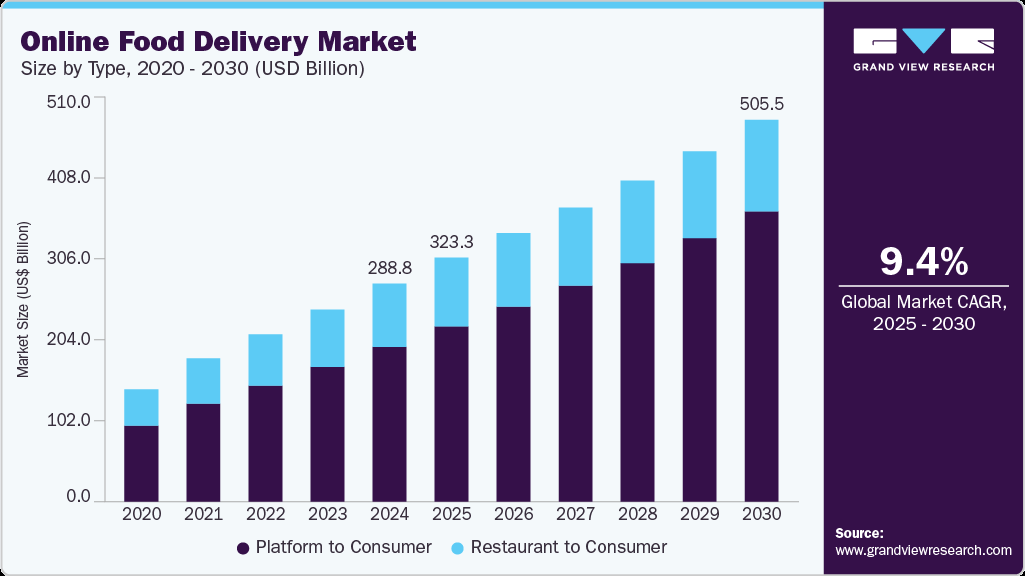 Online Food Delivery Market
Size by Type, 2020 - 2030 (USD Billion)
GRAND VIEW RESEARCH
Market Size (US$ Billion)
510.0
408.0
306.0
204.0
102.0
0.0
288.8
323.3
505.5
2020 2021 2022 2023 2024 2025 2026 2027 2028 2029 2030
Platform to Consumer Restaurant to Consumer
9.4%
Global Market CAGR,
2025 - 2030
Source:
www.grandviewresearch.com